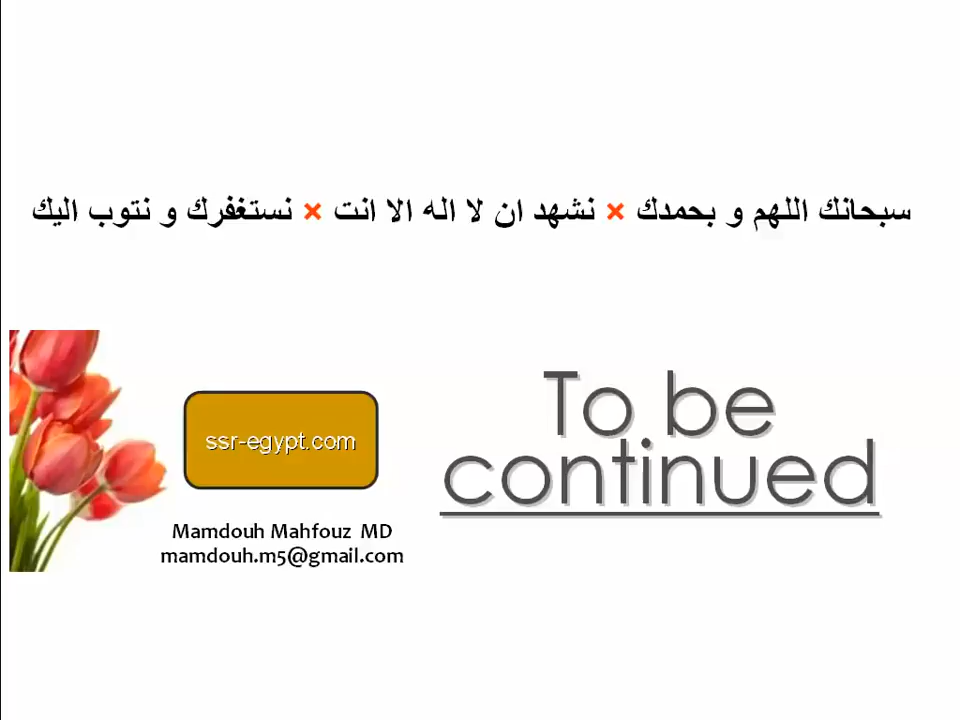 سبحانك اللهم و بحمدك × نشهد ان لا اله الا انت × نستغفرك و نتوب اليك
To be
continued
ssr-egypt.com
Mamdouh Mahfouz MD
mamdouh.m5@gmail.com